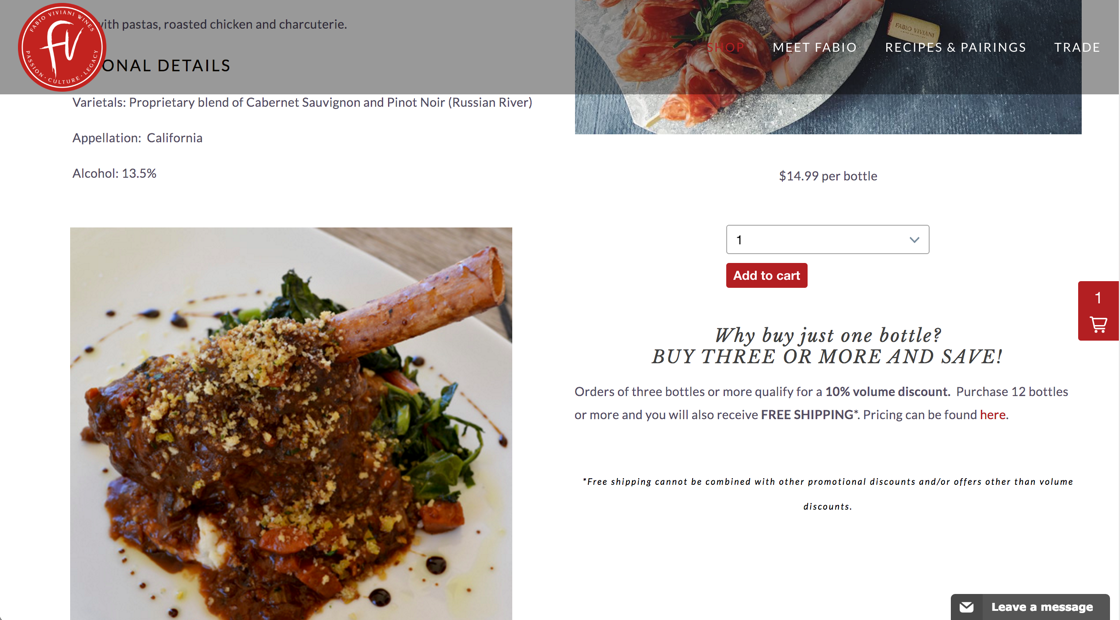 with pastas, roasted chicken and charcuterie.
FABIO VIVIANI WINES
fv
PASSION · CULTURE · LEGACY
SHOP
MEET FABIO
RECIPES & PAIRINGS
TRADE
FABIO VIVIANI
ONAL DETAILS
Varietals: Proprietary blend of Cabernet Sauvignon and Pinot Noir (Russian River)
Appellation: California
Alcohol: 13.5%
$14.99 per bottle
1
Add to cart
1
Why buy just one bottle?
BUY THREE OR MORE AND SAVE!
Orders of three bottles or more qualify for a 10% volume discount. Purchase 12 bottles
or more and you will also receive FREE SHIPPING*. Pricing can be found here.
*Free shipping cannot be combined with other promotional discounts and/or offers other than volume
discounts.
Leave a message